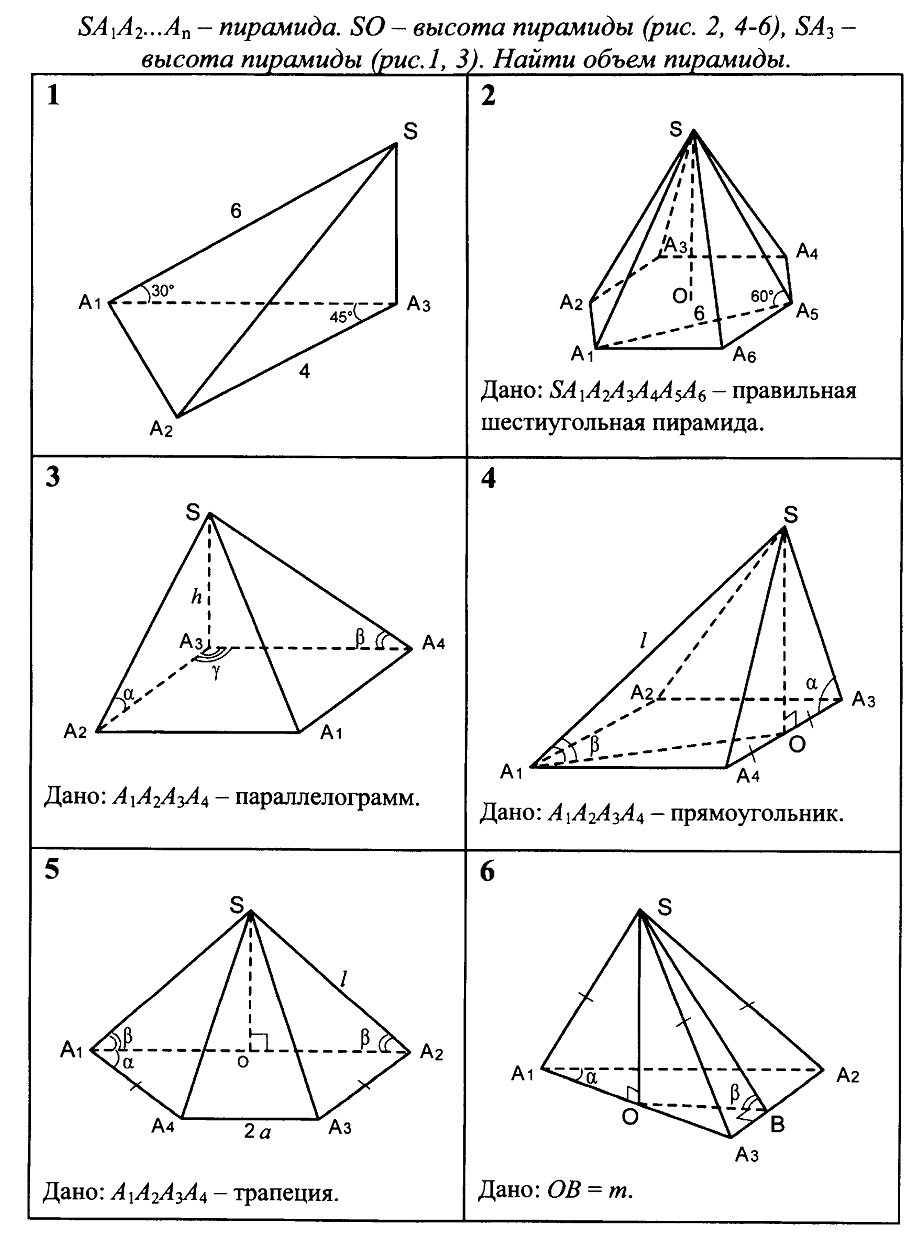 SA₁A₂...Aₙ – пирамида. SO – высота пирамиды (рис. 2, 4-6), SA₃ –
высота пирамиды (рис.1, 3). Найти объем пирамиды.
1
S
6
A₁
30°
45°
A₃
4
A₂
2
S
A₃
A₄
A₂
O
6
60°
A₅
A₁
A₆
Дано: SA₁A₂A₃A₄A₅A₆ – правильная
шестиугольная пирамида.
3
S
h
A₃
γ
β
A₄
α
A₂
A₁
Дано: A₁A₂A₃A₄ – параллелограмм.
4
S
l
A₂
α
A₃
β
O
A₁
A₄
Дано: A₁A₂A₃A₄ – прямоугольник.
5
S
l
A₁
β
α
O
β
A₂
A₄
2a
A₃
Дано: A₁A₂A₃A₄ – трапеция.
6
S
A₁
α
A₂
β
O
B
A₃
Дано: OB = m.